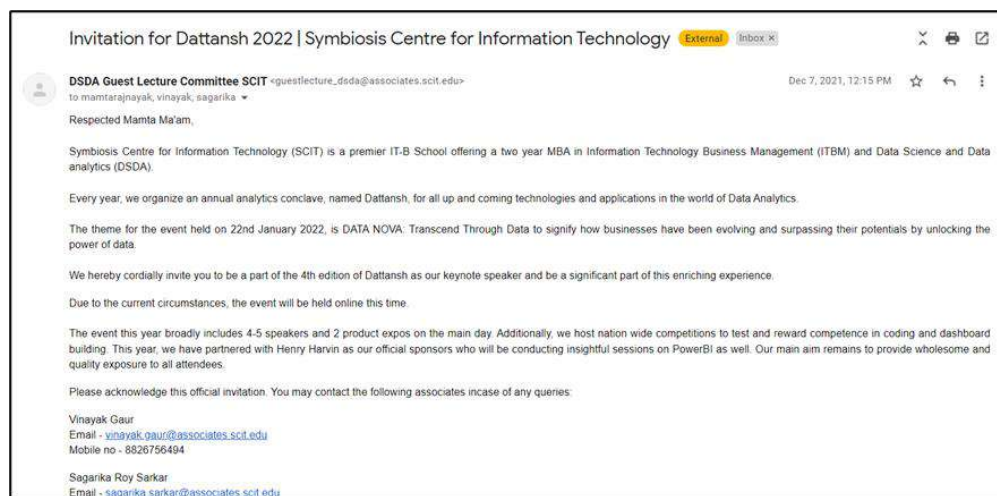 Invitation for Dattansh 2022 | Symbiosis Centre for Information Technology External Inbox ×
DSDA Guest Lecture Committee SCIT <guestlecture_dsda@associates.scit.edu> Dec 7, 2021, 12:15 PM
to mamtarajnayak, vinayak, sagarika
Respected Mamta Ma'am,
Symbiosis Centre for Information Technology (SCIT) is a premier IT-B School offering a two year MBA in Information Technology Business Management (ITBM) and Data Science and Data
analytics (DSDA).
Every year, we organize an annual analytics conclave, named Dattansh, for all up and coming technologies and applications in the world of Data Analytics.
The theme for the event held on 22nd January 2022, is DATA NOVA: Transcend Through Data to signify how businesses have been evolving and surpassing their potentials by unlocking the
power of data.
We hereby cordially invite you to be a part of the 4th edition of Dattansh as our keynote speaker and be a significant part of this enriching experience.
Due to the current circumstances, the event will be held online this time.
The event this year broadly includes 4-5 speakers and 2 product expos on the main day. Additionally, we host nation wide competitions to test and reward competence in coding and dashboard
building. This year, we have partnered with Henry Harvin as our official sponsors who will be conducting insightful sessions on PowerBI as well. Our main aim remains to provide wholesome and
quality exposure to all attendees.
Please acknowledge this official invitation. You may contact the following associates incase of any queries:
Vinayak Gaur
Email - vinayak.gaur@associates.scit.edu
Mobile no - 8826756494
Sagarika Roy Sarkar
Email - sagarika.sarkar@associates.scit.edu